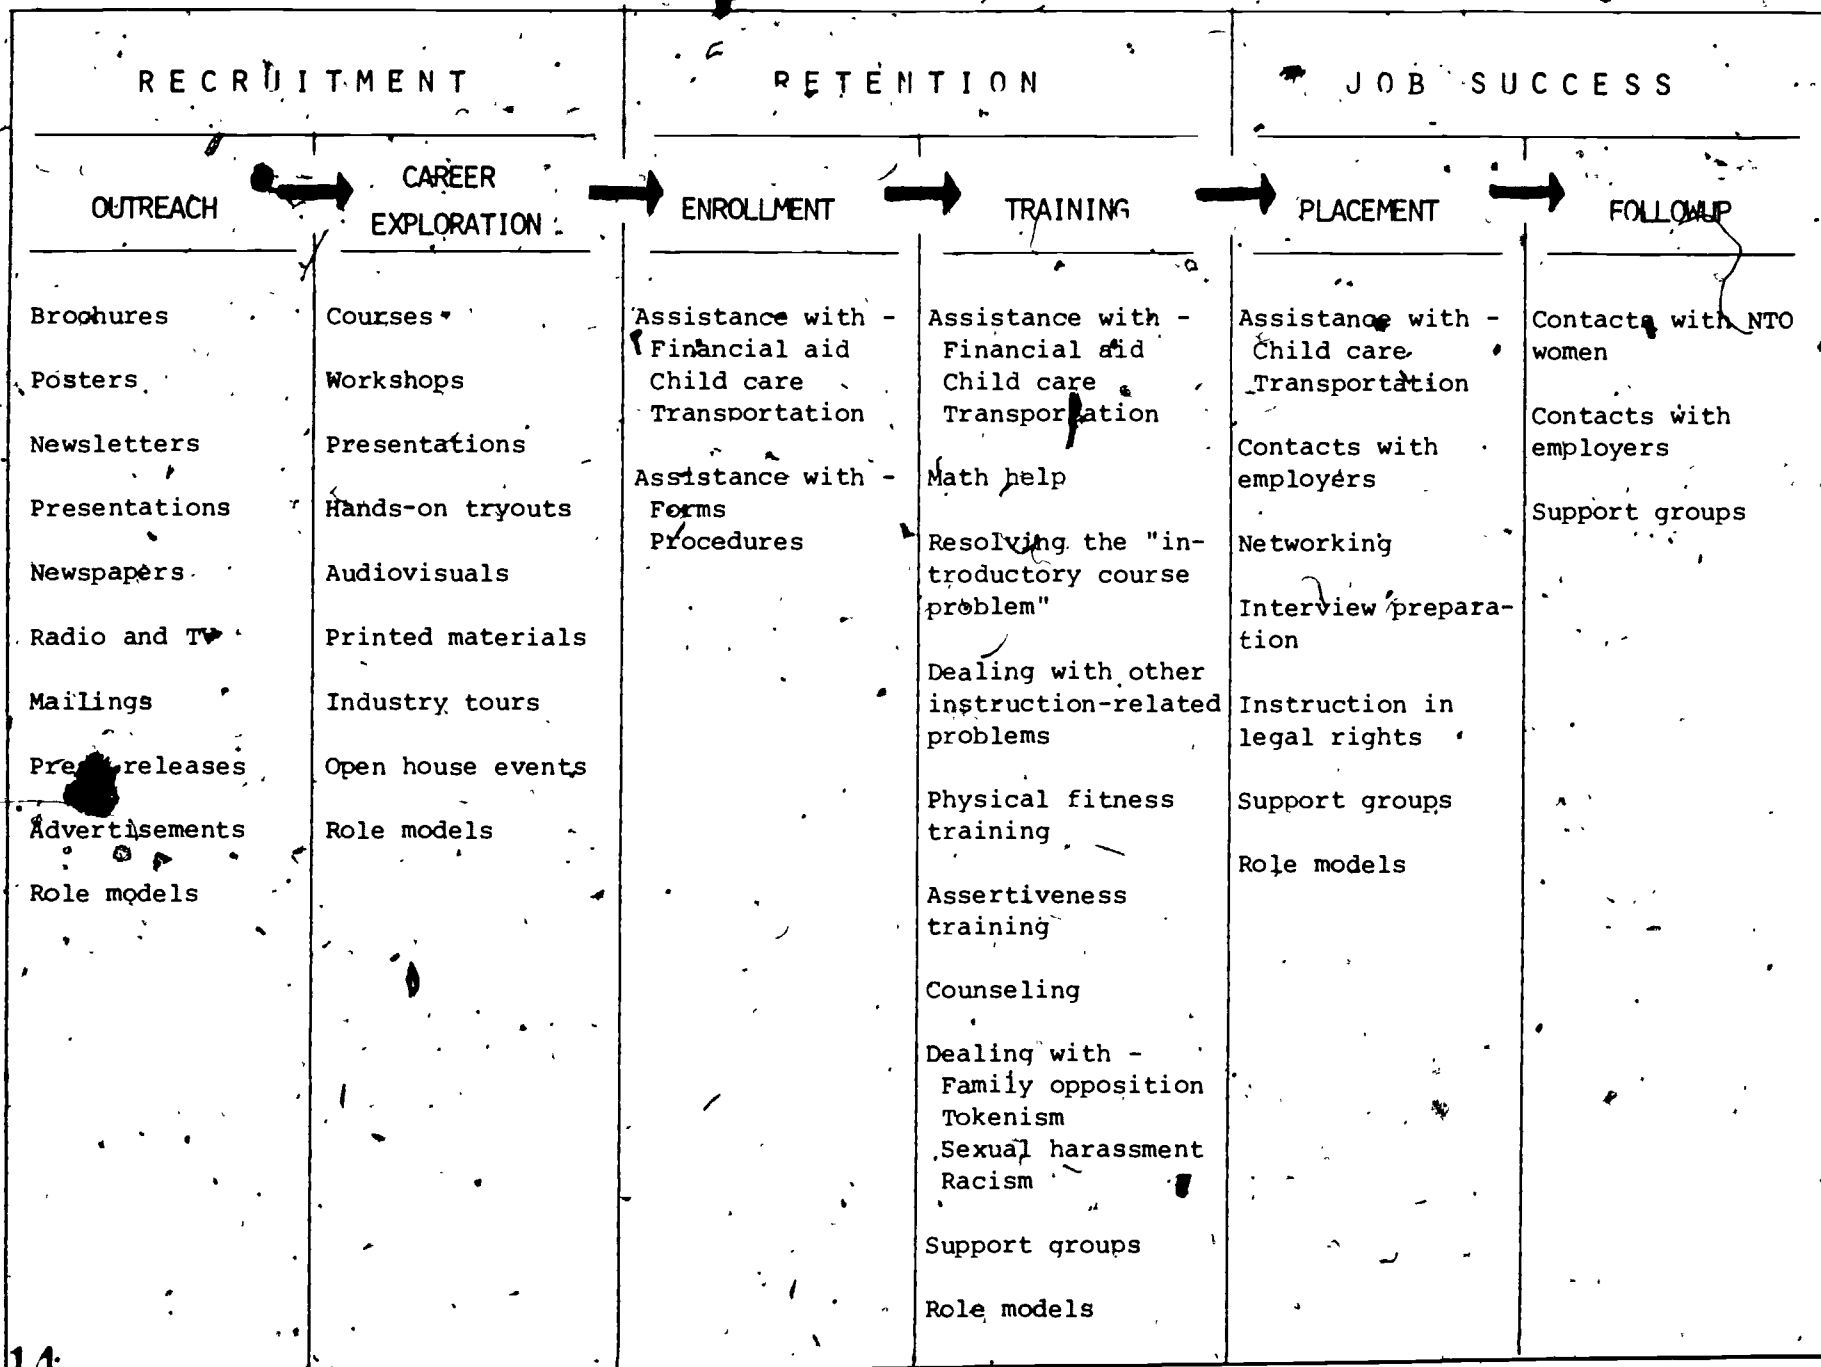 RECRUITMENT
RETENTION
JOB SUCCESS
OUTREACH
CAREER
EXPLORATION
ENROLLMENT
TRAINING
PLACEMENT
FOLLOWUP
Brochures
Posters
Newsletters
Presentations
Newspapers
Radio and TV
Mailings
Press releases
Advertisements
Role models
Courses
Workshops
Presentations
Hands-on tryouts
Audiovisuals
Printed materials
Industry tours
Open house events
Role models
Assistance with -
Financial aid
Child care
Transportation
Assistance with -
Forms
Procedures
Assistance with -
Financial aid
Child care
Transportation
Math help
Resolving the "in-
troductory course
problem"
Dealing with other
instruction-related
problems
Physical fitness
training
Assertiveness
training
Counseling
Dealing with -
Family opposition
Tokenism
Sexual harassment
Racism
Support groups
Role models
Assistance with -
Child care
Transportation
Contacts with
employers
Networking
Interview prepara-
tion
Instruction in
legal rights
Support groups
Role models
Contacts with NTO
women
Contacts with
employers
Support groups
14